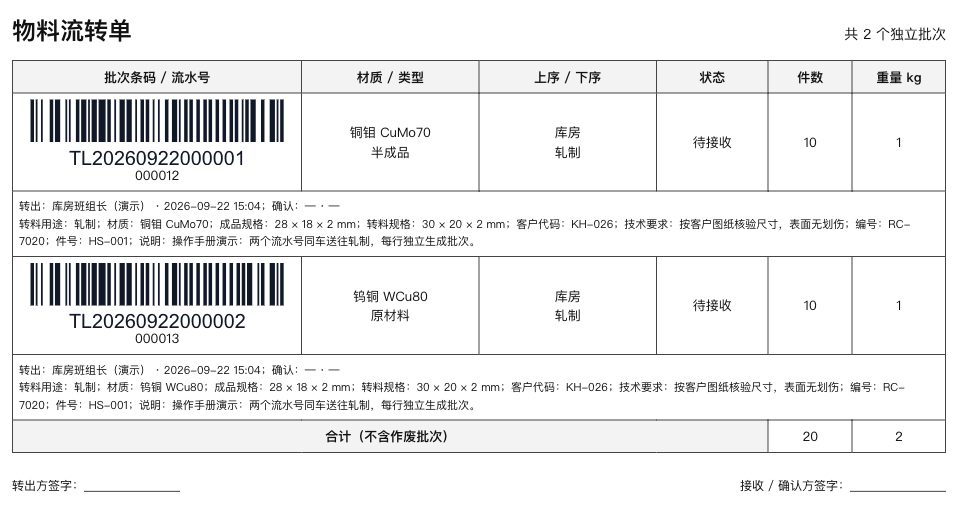 物料流转单
共 2 个独立批次
批次条码 / 流水号 材质 / 类型 上序 / 下序 状态 件数 重量 kg
TL20260922000001
000012
铜钼 CuMo70
半成品
库房
轧制
待接收
10
1
转出：库房班组长（演示） · 2026-09-22 15:04；确认：— · —
转料用途：轧制；材质：铜钼 CuMo70；成品规格：28 × 18 × 2 mm；转料规格：30 × 20 × 2 mm；客户代码：KH-026；技术要求：按客户图纸核验尺寸，表面无划伤；编号：RC-
7020；件号：HS-001；说明：操作手册演示：两个流水号同车送往轧制，每行独立生成批次。
TL20260922000002
000013
钨铜 WCu80
原材料
库房
轧制
待接收
10
1
转出：库房班组长（演示） · 2026-09-22 15:04；确认：— · —
转料用途：轧制；材质：钨铜 WCu80；成品规格：28 × 18 × 2 mm；转料规格：30 × 20 × 2 mm；客户代码：KH-026；技术要求：按客户图纸核验尺寸，表面无划伤；编号：RC-
7020；件号：HS-001；说明：操作手册演示：两个流水号同车送往轧制，每行独立生成批次。
合计（不含作废批次） 20 2
转出方签字：
接收 / 确认方签字：